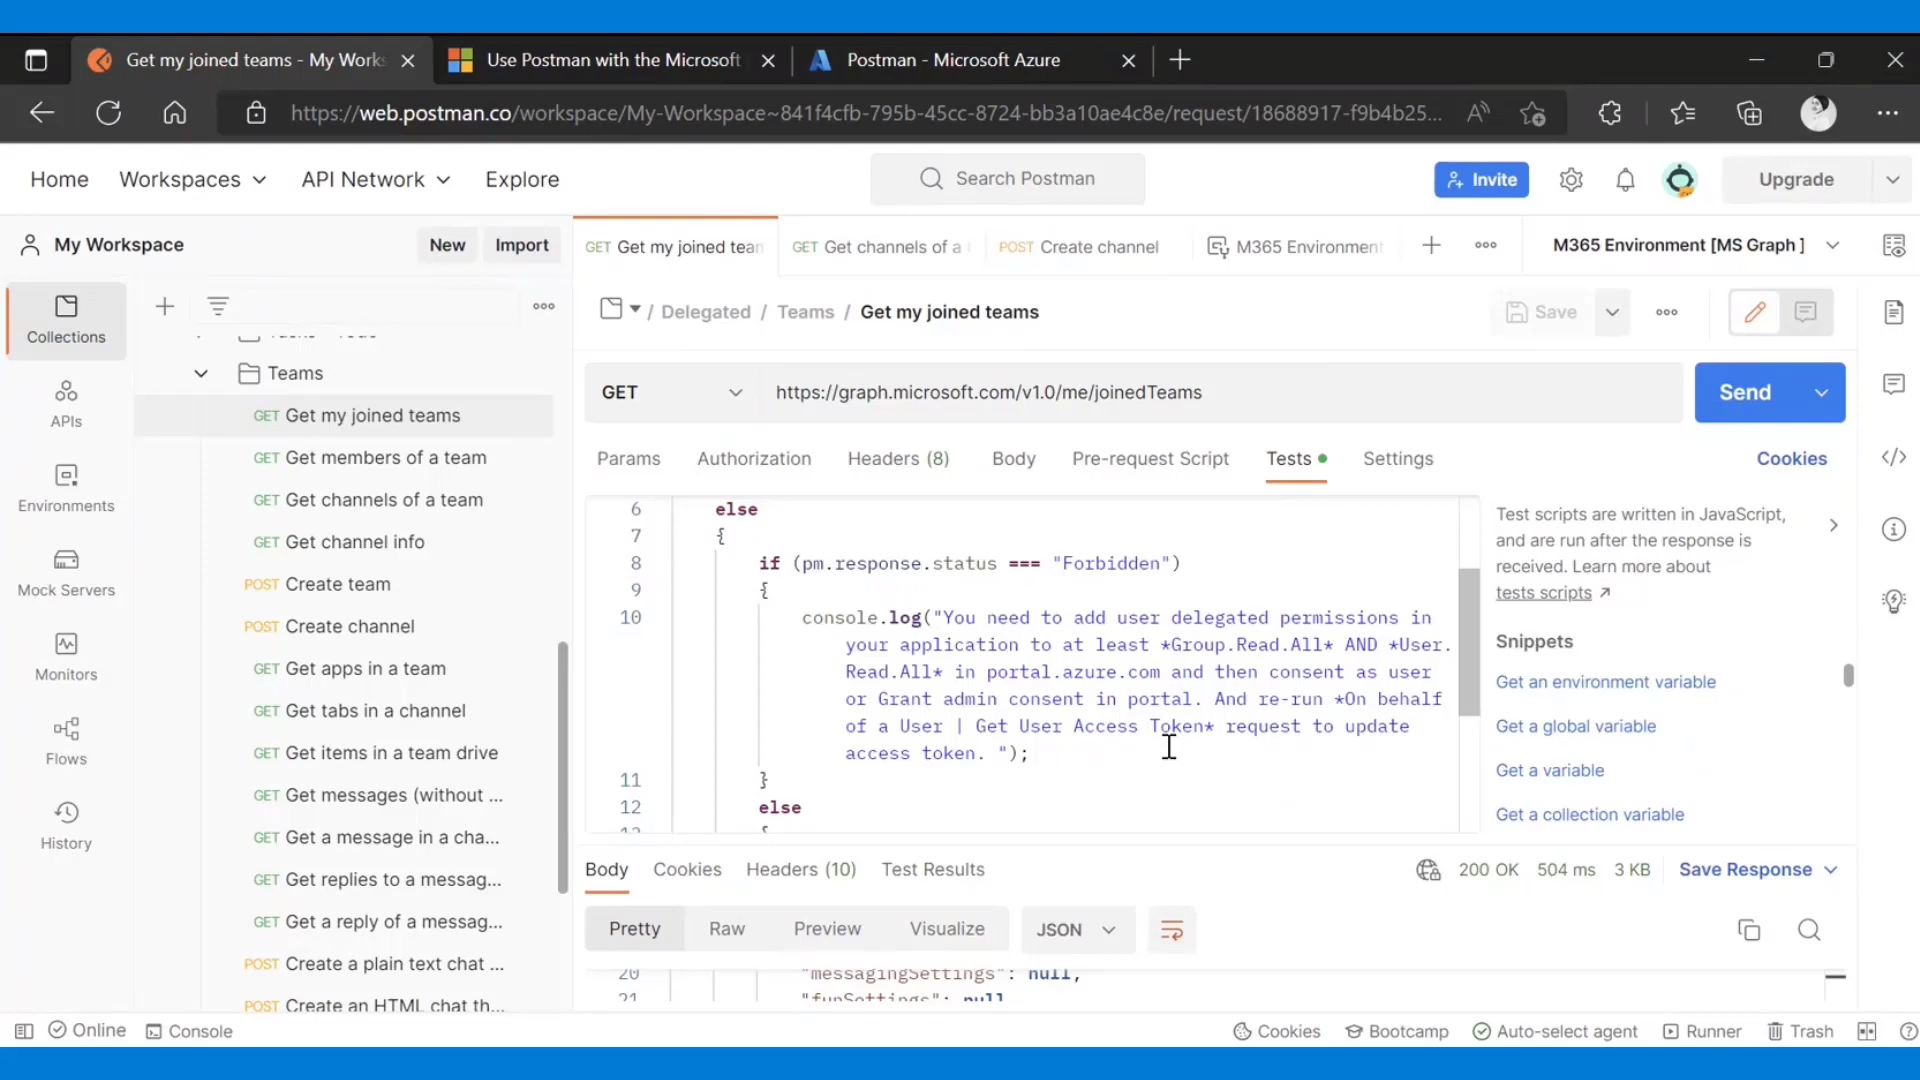 Get my joined teams - My Works
Use Postman with the Microsoft
Postman - Microsoft Azure
https://web.postman.co/workspace/My-Workspace~841f4cfb-795b-45cc-8724-bb3a10ae4c8e/request/18688917-f9b4b25...
Home
Workspaces
API Network
Explore
Search Postman
Invite
Upgrade
My Workspace
New
Import
GET Get my joined team
GET Get channels of a
POST Create channel
M365 Environment
M365 Environment [MS Graph ]
Collections
APIs
Environments
Mock Servers
Monitors
Flows
History
Teams
GET Get my joined teams
GET Get members of a team
GET Get channels of a team
GET Get channel info
POST Create team
POST Create channel
GET Get apps in a team
GET Get tabs in a channel
GET Get items in a team drive
GET Get messages (without ...
GET Get a message in a cha...
GET Get replies to a messag...
GET Get a reply of a messag...
POST Create a plain text chat ...
POST Create an HTML chat th...
/ Delegated / Teams / Get my joined teams
Save
GET
https://graph.microsoft.com/v1.0/me/joinedTeams
Send
Params
Authorization
Headers (8)
Body
Pre-request Script
Tests
Settings
Cookies
6 else
7 {
8 if (pm.response.status === "Forbidden")
9 {
10 console.log("You need to add user delegated permissions in
your application to at least *Group.Read.All* AND *User.
Read.All* in portal.azure.com and then consent as user
or Grant admin consent in portal. And re-run *On behalf
of a User | Get User Access Token* request to update
access token. ");
11 }
12 else
Test scripts are written in JavaScript,
and are run after the response is
received. Learn more about
tests scripts
Snippets
Get an environment variable
Get a global variable
Get a variable
Get a collection variable
Body
Cookies
Headers (10)
Test Results
200 OK
504 ms
3 KB
Save Response
Pretty
Raw
Preview
Visualize
JSON
20 "messagingSettings": null,
21 "funSettings": null
Online
Console
Cookies
Bootcamp
Auto-select agent
Runner
Trash